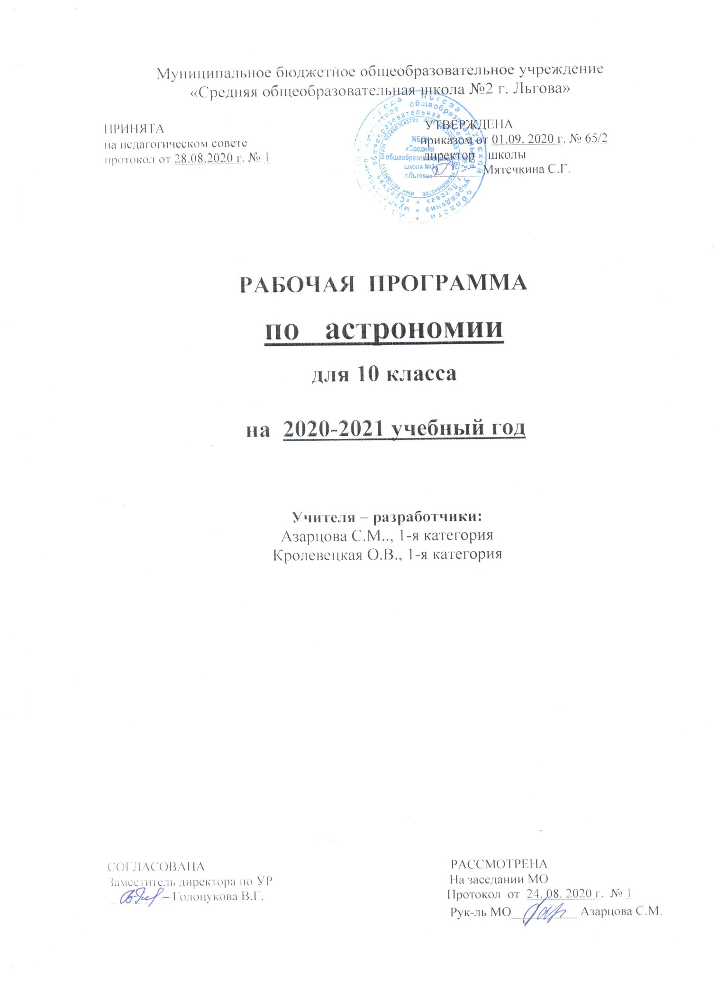 Муниципальное бюджетное общеобразовательное учреждение
«Средняя общеобразовательная школа №2 г. Льгова»
ПРИНЯТА
на педагогическом совете
протокол от 28.08.2020 г. № 1
УТВЕРЖДЕНА
приказом от 01.09. 2020 г. № 65/2
директор школы
Мятечкина С.Г.
МБОУ
«Средняя
общеобразовательная
школа №2
г.Льгова»
РАБОЧАЯ ПРОГРАММА
по астрономии
для 10 класса
на 2020-2021 учебный год
Учителя – разработчики:
Азарцова С.М.., 1-я категория
Кролевецкая О.В., 1-я категория
СОГЛАСОВАНА
Заместитель директора по УР
Голоцукова В.Г.
РАССМОТРЕНА
На заседании МО
Протокол от 24. 08. 2020 г. № 1
Рук-ль МО__________ Азарцова С.М.